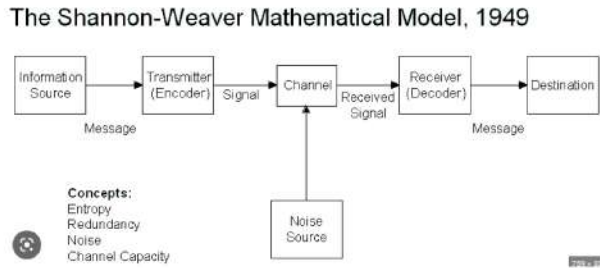 The Shannon-Weaver Mathematical Model, 1949
Information
Source
Transmitter
(Encoder)
Channel
Receiver
(Decoder)
Destination
Message
Signal
Received
Signal
Message
Noise
Source
Concepts:
Entropy
Redundancy
Noise
Channel Capacity